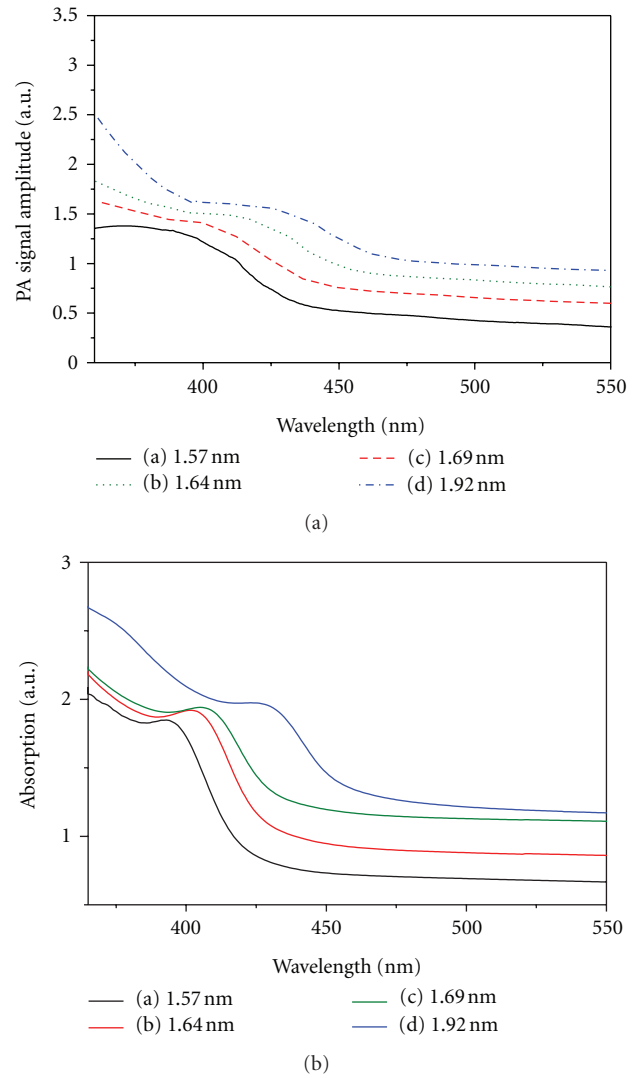 3.5
3
2.5
2
1.5
1
0.5
0
PA signal amplitude (a.u.)
400 450 500 550
Wavelength (nm)
(a) 1.57 nm (c) 1.69 nm
(b) 1.64 nm (d) 1.92 nm
(a)
3
2
1
Absorption (a.u.)
400 450 500 550
Wavelength (nm)
(a) 1.57 nm (c) 1.69 nm
(b) 1.64 nm (d) 1.92 nm
(b)